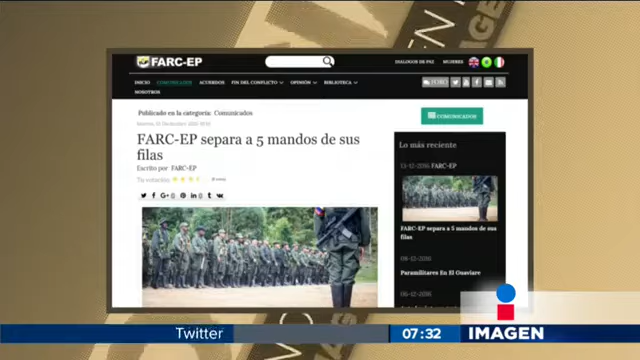 FARC-EP
DIALOGOS DE PAZ
MUJERES
INICIO COMUNICADOS ACUERDOS FIN DEL CONFLICTO OPINIÓN BIBLIOTECA
NOSOTROS
Publicado en la categoría: Comunicados
FARC-EP separa a 5 mandos de sus
filas
Escrito por FARC-EP
COMUNICADOS
Lo más reciente
FARC-EP
FARC-EP separa a 5 mandos de sus
filas
Paramilitares En El Guaviare
Twitter
07:32
IMAGEN